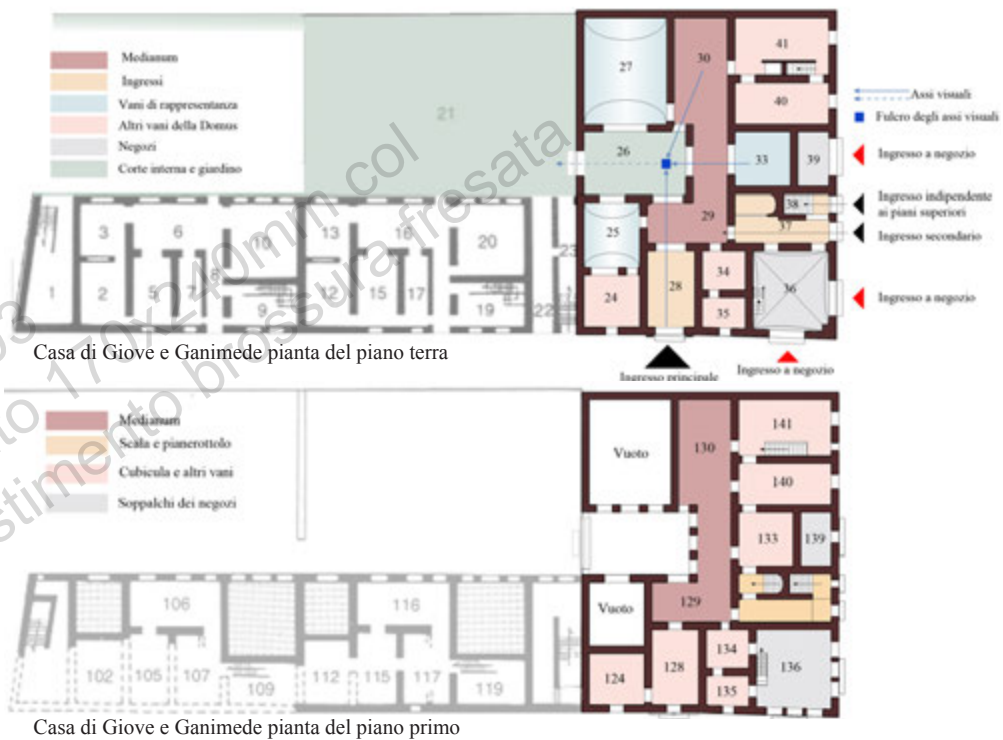 Medianum
Ingressi
Vani di rappresentanza
Altri vani della Domus
Negozi
Corte interna e giardino
21
27
30
41
40
26
33
39
38
37
29
25
24
28
34
35
36
1
3
2
6
5
7
8
10
9
13
12
16
15
17
20
19
22
23
Assi visuali
Fulcro degli assi visuali
Ingresso a negozio
Ingresso indipendente
ai piani superiori
Ingresso secondario
Ingresso a negozio
Ingresso principale
Ingresso a negozio
Casa di Giove e Ganimede pianta del piano terra
Medianum
Scala e pianerottolo
Cubicula e altri vani
Soppalchi dei negozi
Vuoto
130
141
140
133
139
Vuoto
129
124
128
134
135
136
106
102
105
107
109
112
116
115
117
119
Casa di Giove e Ganimede pianta del piano primo
170x240mm col
brossura fresata